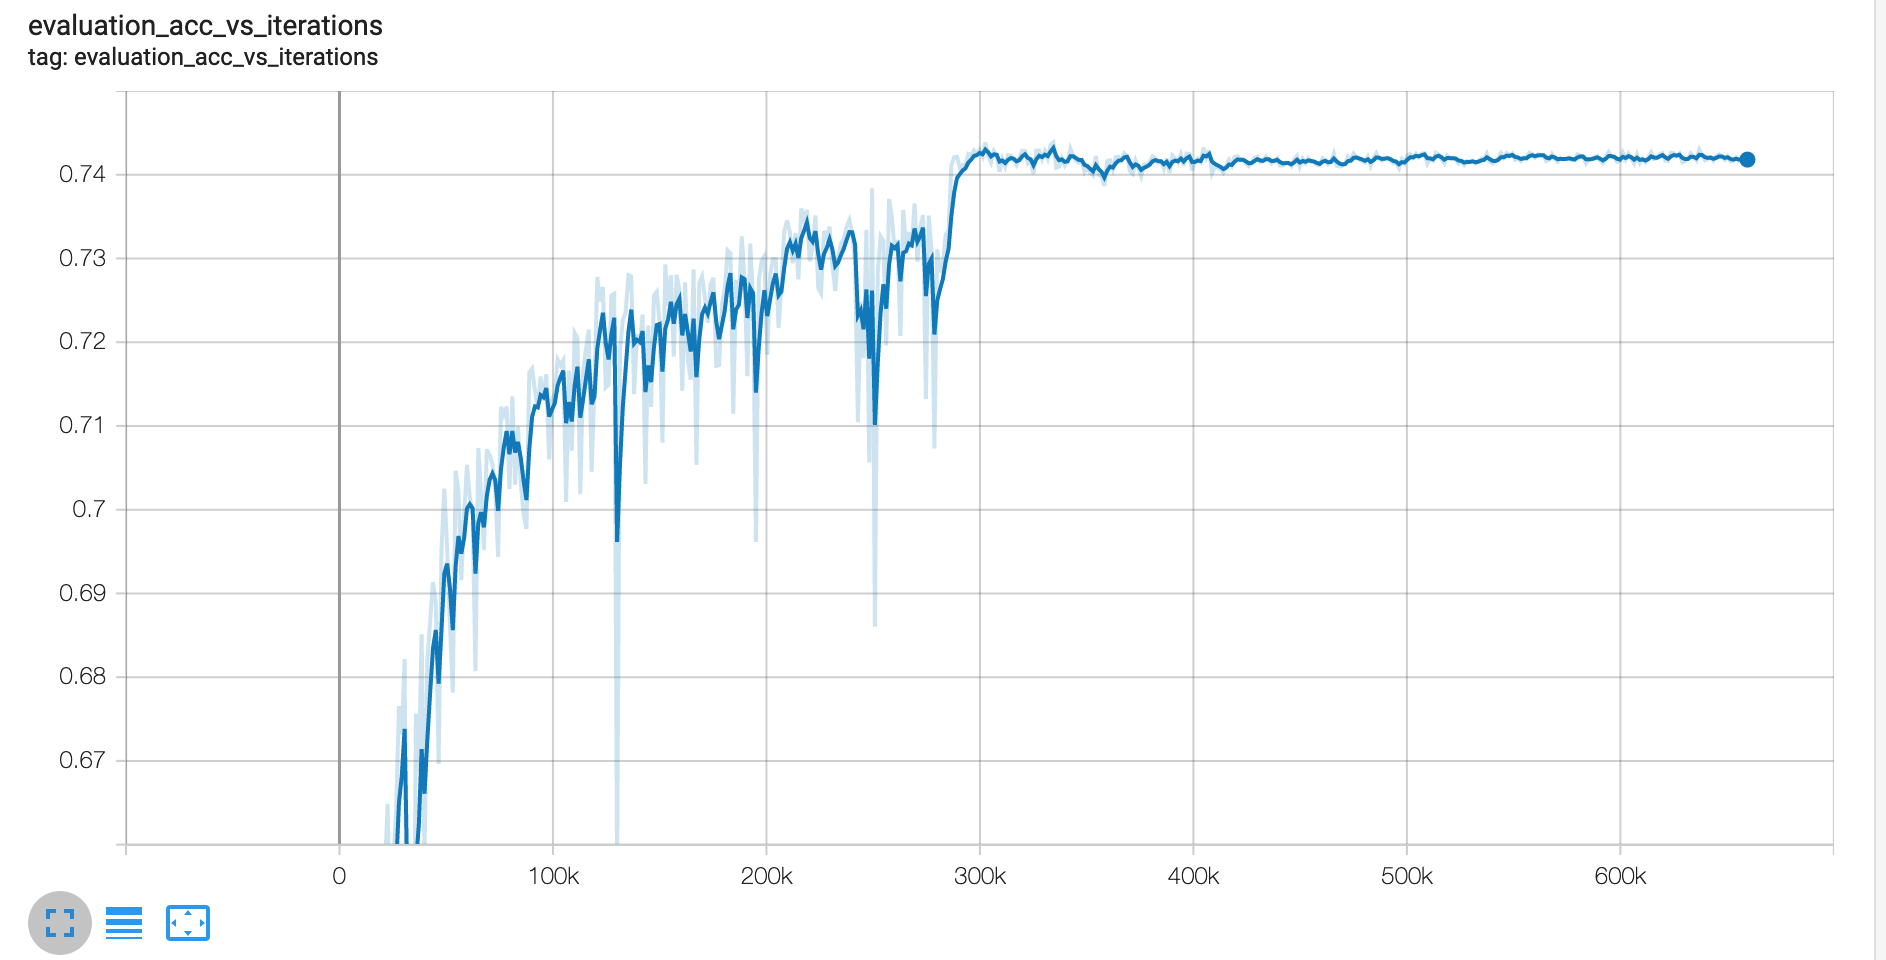 evaluation_acc_vs_iterations
tag: evaluation_acc_vs_iterations
0.74
0.73
0.72
0.71
0.7
0.69
0.68
0.67
0 100k 200k 300k 400k 500k 600k